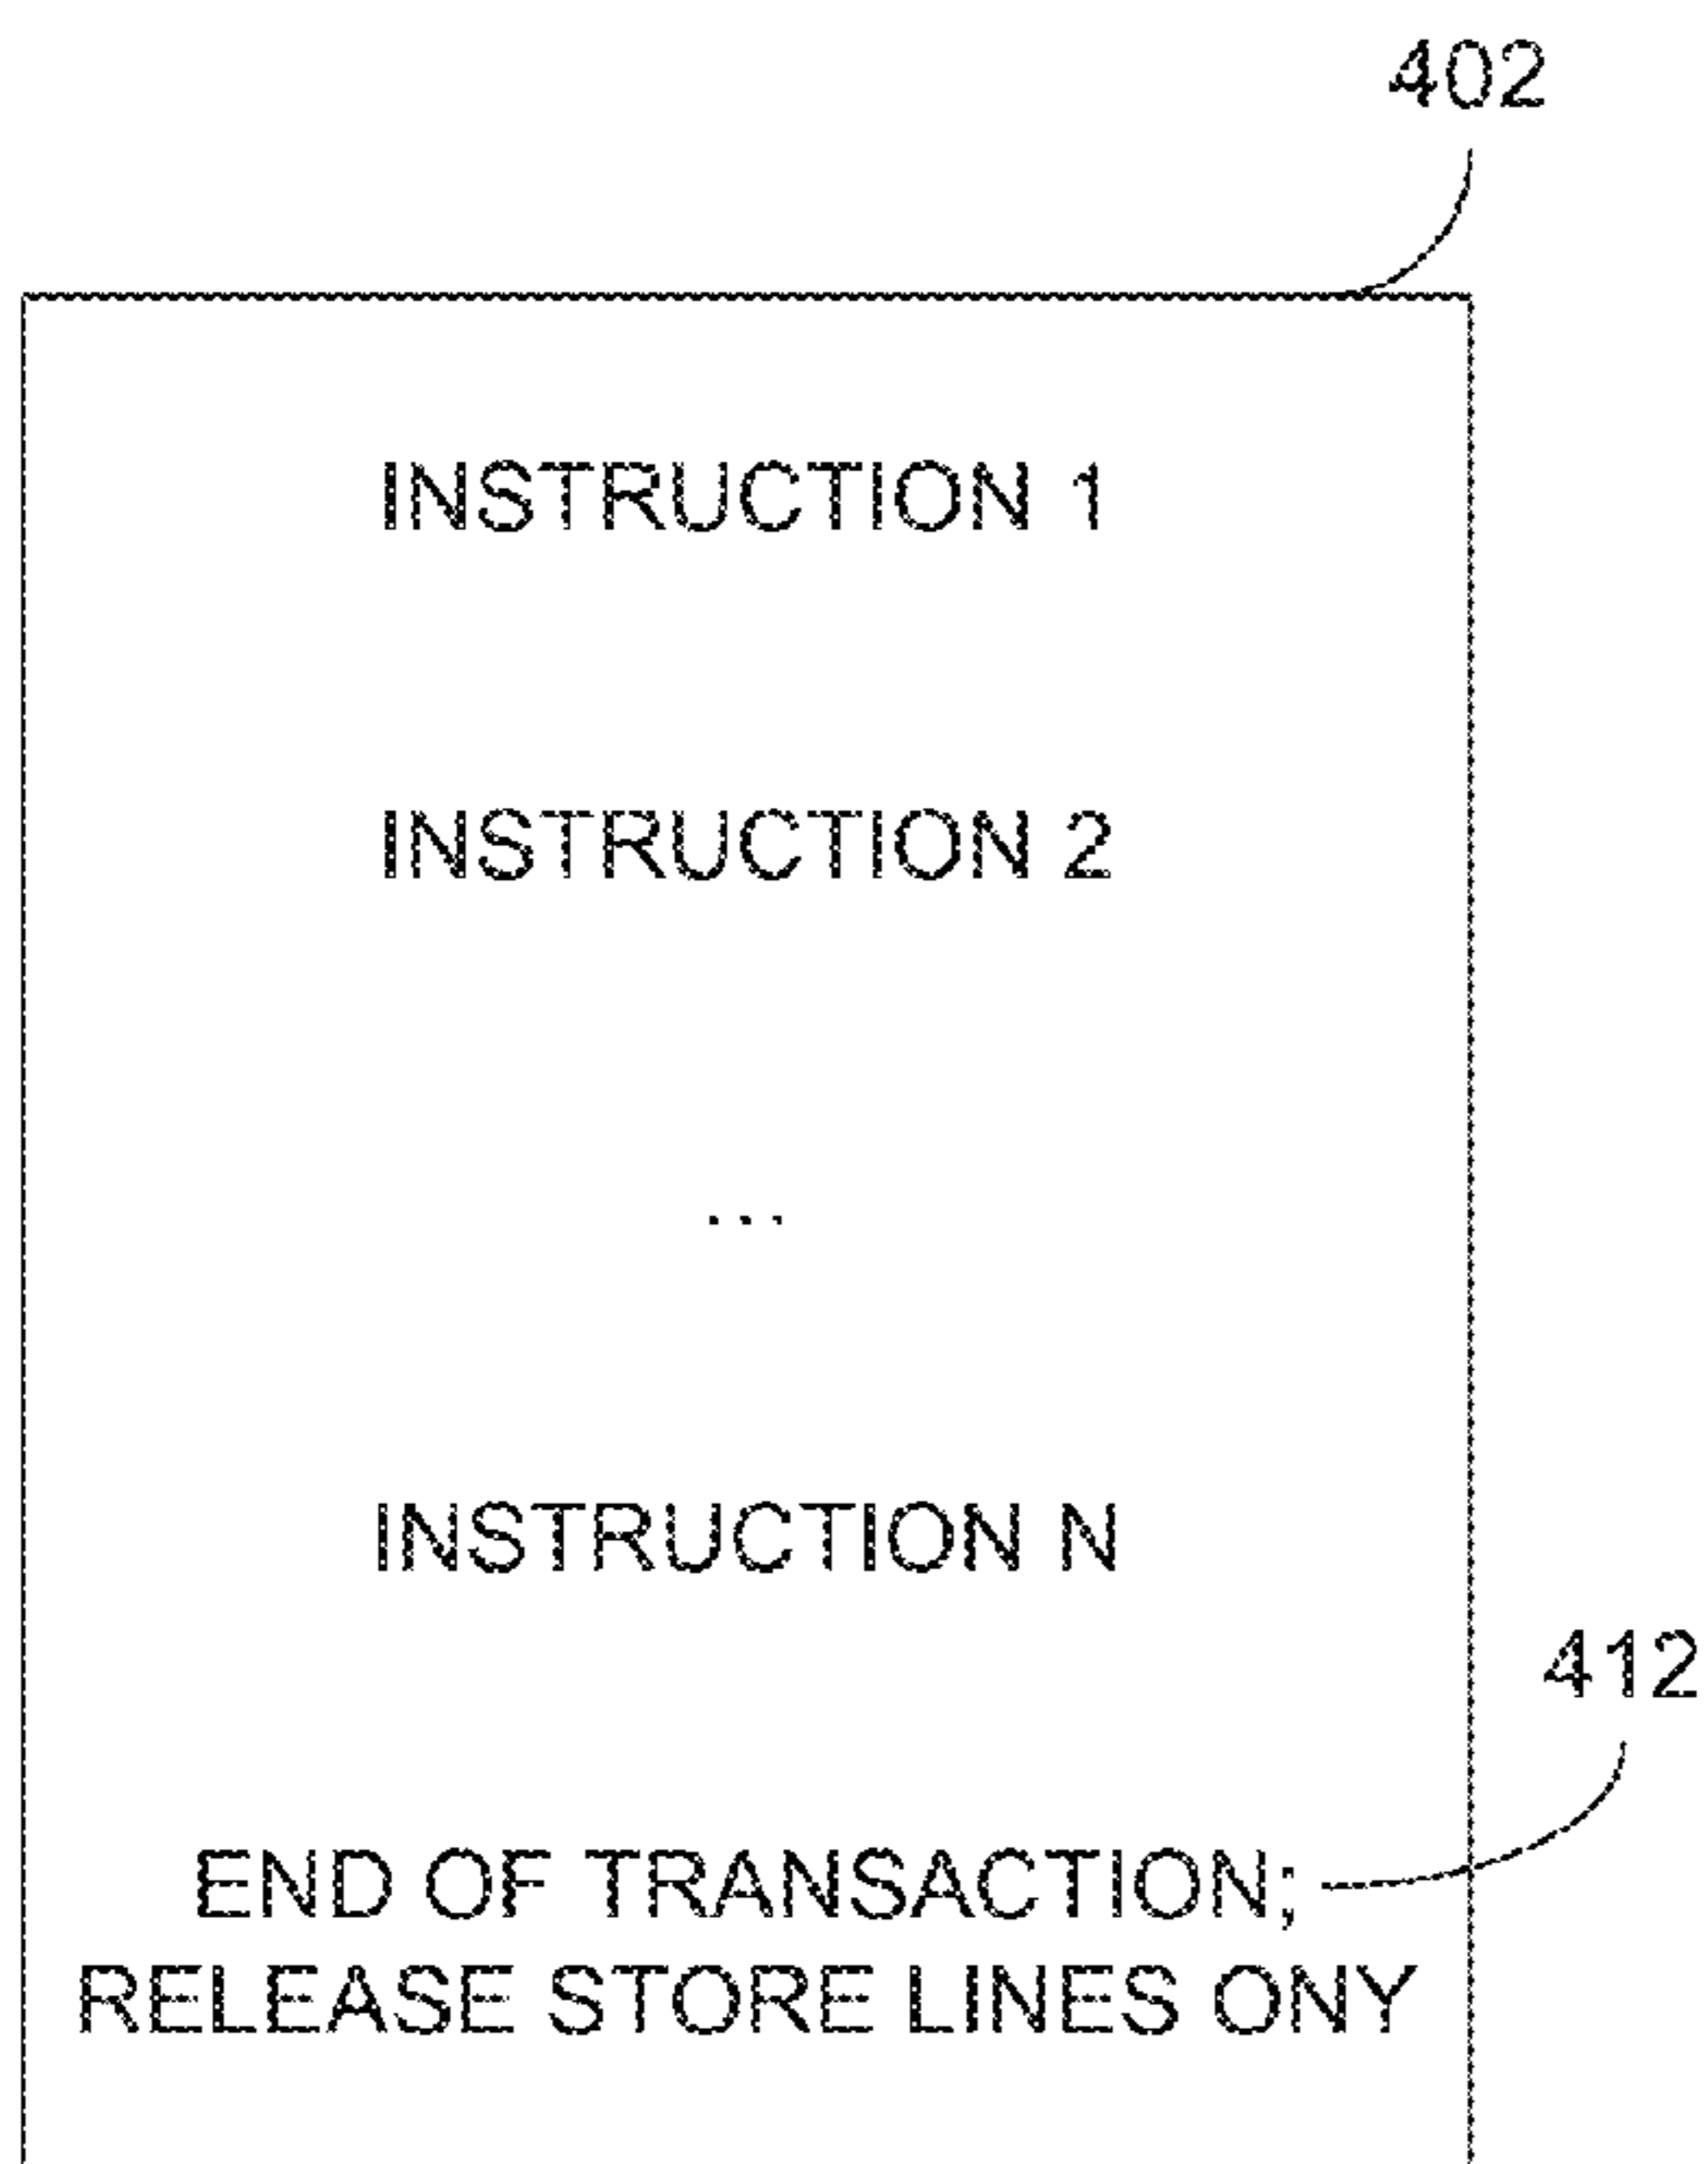 402
INSTRUCTION 1
INSTRUCTION 2
...
INSTRUCTION N
412
END OF TRANSACTION;
RELEASE STORE LINES ONY